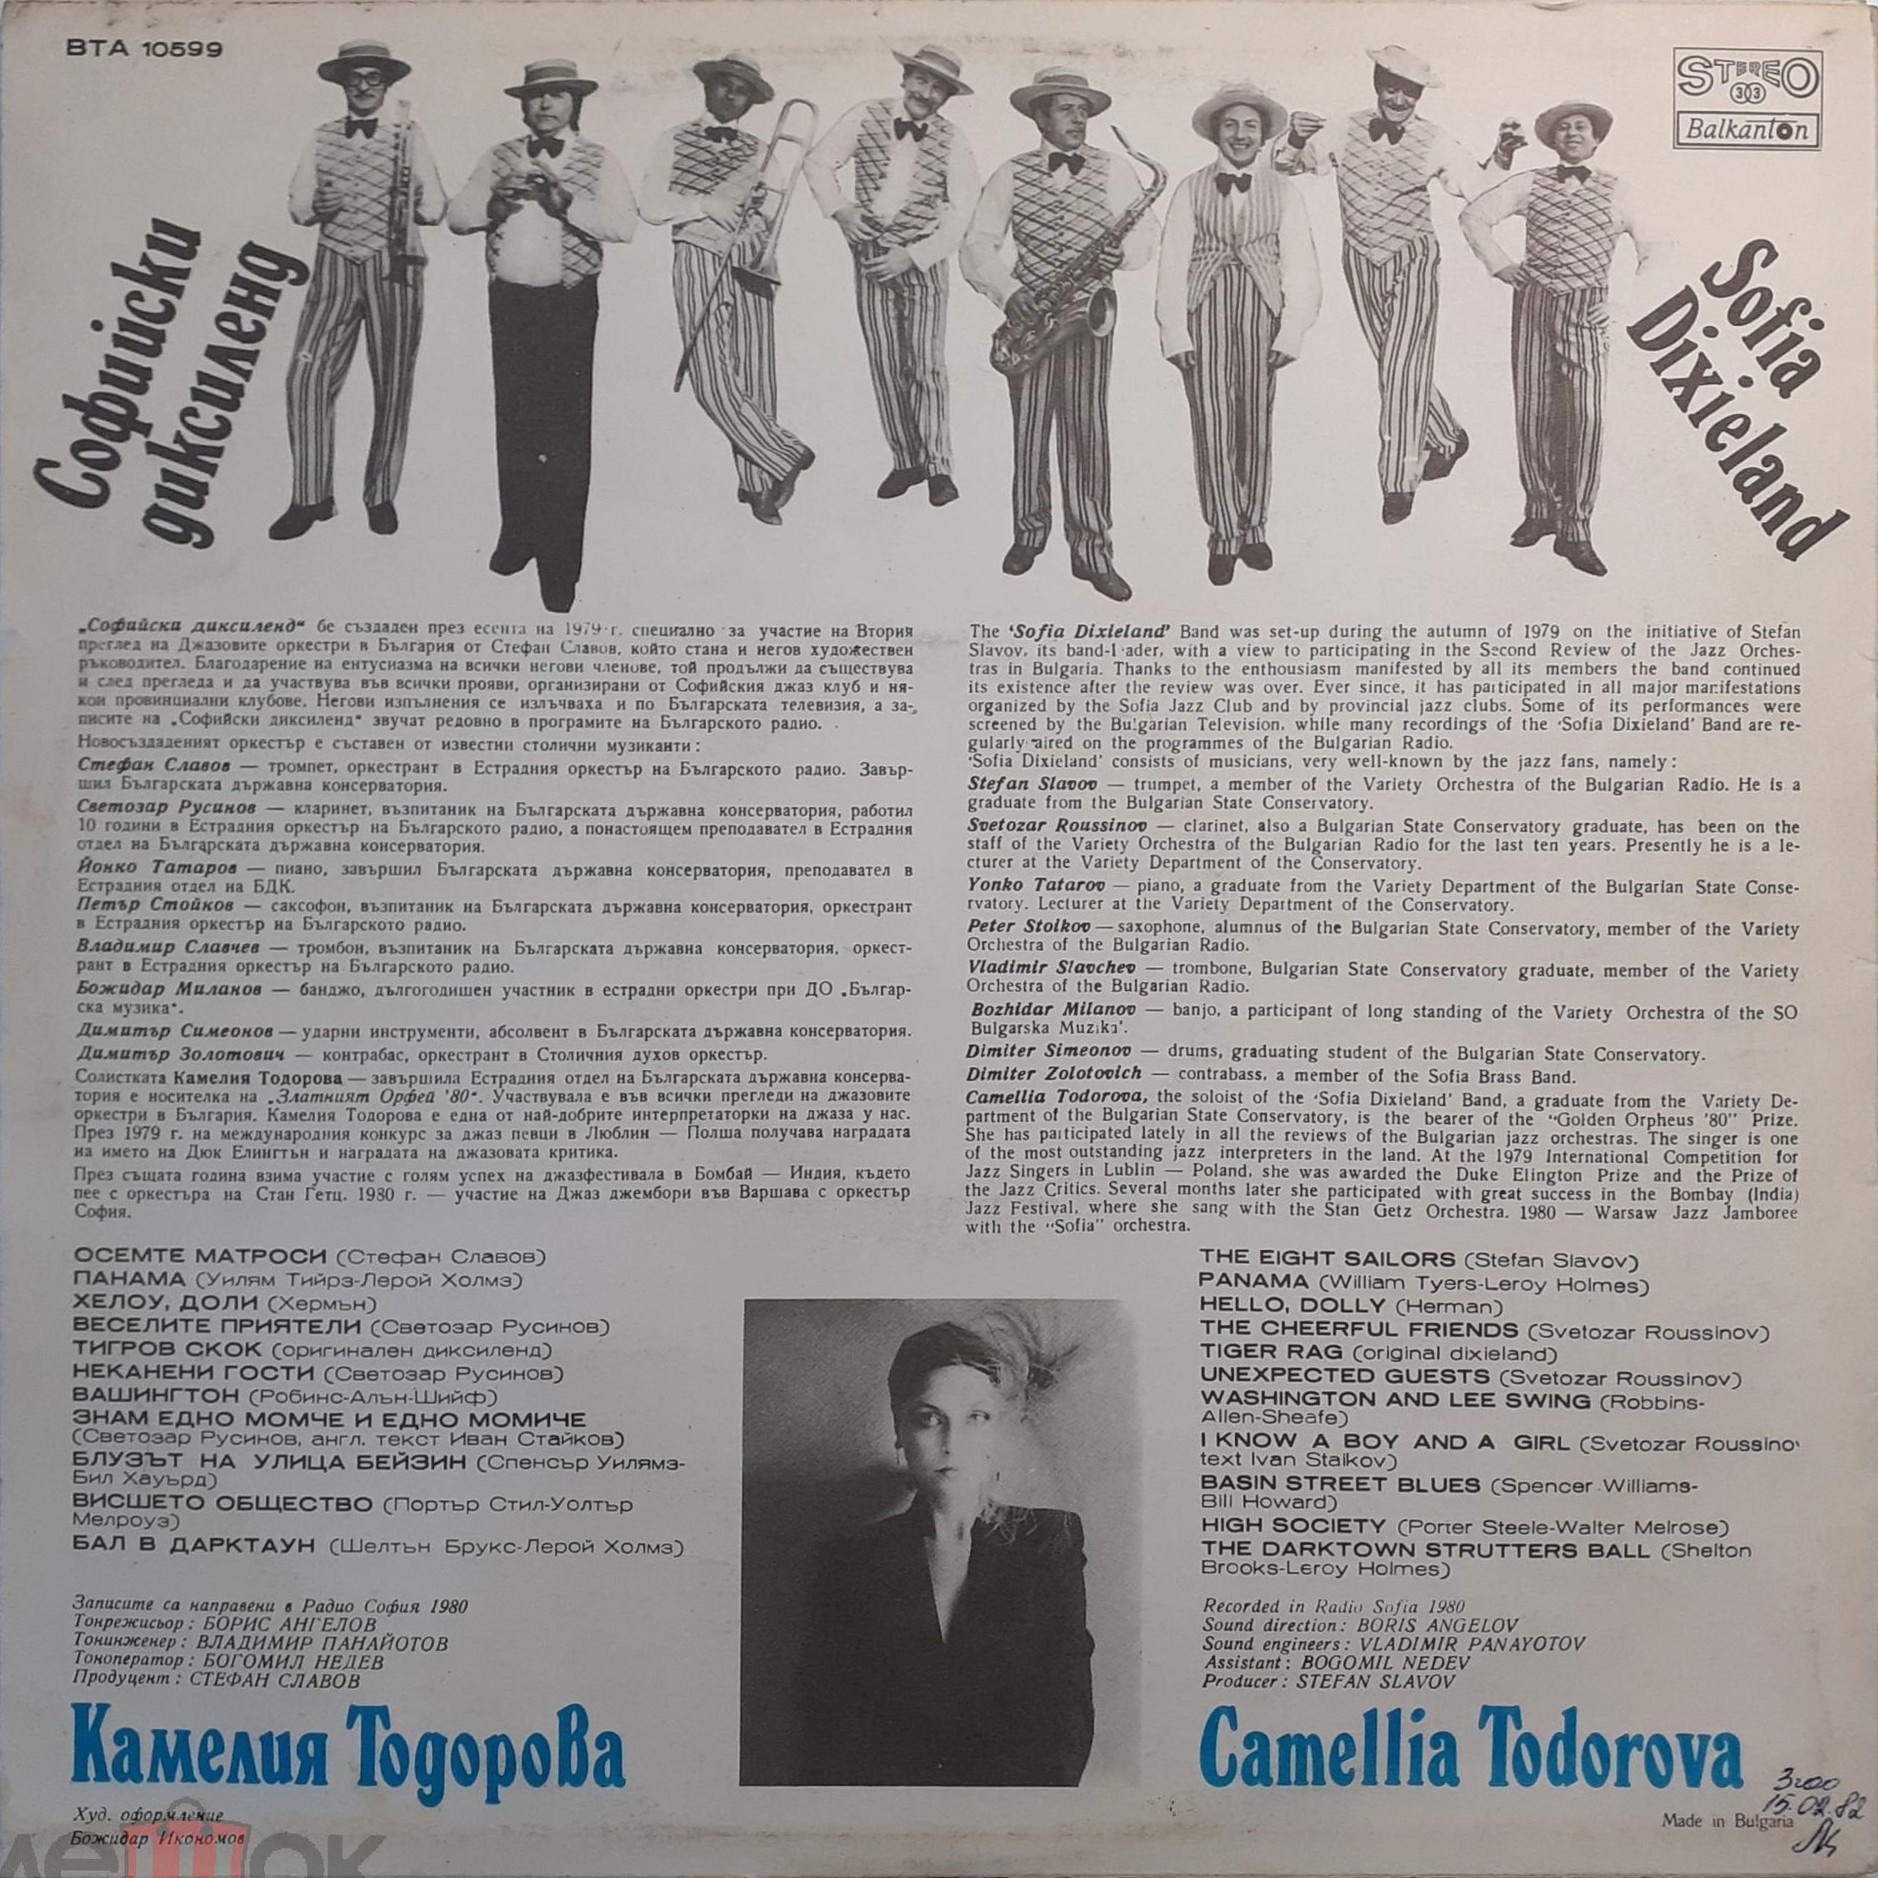 BTA 10599
STEREO
33
Balkanton
Софийски
диксиленд
Sofia
Dixieland
„Софийски диксиленд“ бе създаден през есента на 1979 г. специално за участие на Втория
преглед на Джазовите оркестри в България от Стефан Славов, който стана и негов художествен
ръководител. Благодарение на ентусиазма на всички негови членове, той продължи да съществува
и след прегледа и да участвува във всички прояви, организирани от Софийския джаз клуб и ня-
кои провинциални клубове. Негови изпълнения се излъчваха и по Българската телевизия, а за-
писите на „Софийски диксиленд“ звучат редовно в програмите на Българското радио.
Новосъздаденият оркестър е съставен от известни столични музиканти:
Стефан Славов — тромпет, оркестрант в Естрадния оркестър на Българското радио. Завър-
шил Българската държавна консерватория.
Светозар Русинов — кларинет, възпитаник на Българската държавна консерватория, работил
10 години в Естрадния оркестър на Българското радио, а понастоящем преподавател в Естрадния
отдел на Българската държавна консерватория.
Йонко Татаров — пиано, завършил Българската държавна консерватория, преподавател в
Естрадния отдел на БДК.
Петър Стойков — саксофон, възпитаник на Българската държавна консерватория, оркестрант
в Естрадния оркестър на Българското радио.
Владимир Славчев — тромбон, възпитаник на Българската държавна консерватория, оркест-
рант в Естрадния оркестър на Българското радио.
Божидар Миланов — банджо, дългогодишен участник в естрадни оркестри при ДО „Българ-
ска музика“.
Димитър Симеонов — ударни инструменти, абсолвент в Българската държавна консерватория.
Димитър Золотович — контрабас, оркестрант в Столичния духов оркестър.
Солистката Камелия Тодорова — завършила Естрадния отдел на Българската държавна консерва-
тория е носителка на „Златният Орфей '80“. Участвувала е във всички прегледи на джазовите
оркестри в България. Камелия Тодорова е една от най-добрите интерпретаторки на джаза у нас.
През 1979 г. на международния конкурс за джаз певци в Люблин — Полша получава наградата
на името на Дюк Елингтън и наградата на джазовата критика.
През същата година взима участие с голям успех на джазфестивала в Бомбай — Индия, където
пее с оркестъра на Стан Гетц. 1980 г. — участие на Джаз джембори във Варшава с оркестър
София.
The ‘Sofia Dixieland’ Band was set-up during the autumn of 1979 on the initiative of Stefan
Slavov, its band-l ader, with a view to participating in the Second Review of the Jazz Orches-
tras in Bulgaria. Thanks to the enthousiasm manifested by all its members the band continued
its existence after the review was over. Ever since, it has participated in all major manifestations
organized by the Sofia Jazz Club and by provincial jazz clubs. Some of its performances were
screened by the Bulgarian Television, while many recordings of the ‘Sofia Dixieland’ Band are re-
gularly aired on the programmes of the Bulgarian Radio.
‘Sofia Dixieland’ consists of musicians, very well-known by the jazz fans, namely:
Stefan Slavov — trumpet, a member of the Variety Orchestra of the Bulgarian Radio. He is a
graduate from the Bulgarian State Conservatory.
Svetozar Roussinov — clarinet, also a Bulgarian State Conservatory graduate, has been on the
staff of the Variety Orchestra of the Bulgarian Radio for the last ten years. Presently he is a le-
cturer at the Variety Department of the Conservatory.
Yonko Tatarov — piano, a graduate from the Variety Department of the Bulgarian State Conse-
rvatory. Lecturer at the Variety Department of the Conservatory.
Peter Stoikov — saxophone, alumnus of the Bulgarian State Conservatory, member of the Variety
Orchestra of the Bulgarian Radio.
Vladimir Slavchev — trombone, Bulgarian State Conservatory graduate, member of the Variety
Orchestra of the Bulgarian Radio.
Bozhidar Milanov — banjo, a participant of long standing of the Variety Orchestra of the SO
Bulgarska Muzika’.
Dimiter Simeonov — drums, graduating student of the Bulgarian State Conservatory.
Dimiter Zolotovich — contrabass, a member of the Sofia Brass Band.
Camellia Todorova, the soloist of the ‘Sofia Dixieland’ Band, a graduate from the Variety De-
partment of the Bulgarian State Conservatory, is the bearer of the “Golden Orpheus '80” Prize.
She has participated lately in all the reviews of the Bulgarian jazz orchestras. The singer is one
of the most outstanding jazz interpreters in the land. At the 1979 International Competition for
Jazz Singers in Lublin — Poland, she was awarded the Duke Elington Prize and the Prize of
the Jazz Critics. Several months later she participated with great success in the Bombay (India)
Jazz Festival, where she sang with the Stan Getz Orchestra. 1980 — Warsaw Jazz Jamboree
with the “Sofia” orchestra.
ОСЕМТЕ МАТРОСИ (Стефан Славов)
ПАНАМА (Уилям Тийрз-Лерой Холмз)
ХЕЛОУ, ДОЛИ (Хермън)
ВЕСЕЛИТЕ ПРИЯТЕЛИ (Светозар Русинов)
ТИГРОВ СКОК (оригинален диксиленд)
НЕКАНЕНИ ГОСТИ (Светозар Русинов)
ВАШИНГТОН (Робинс-Алън-Шийф)
ЗНАМ ЕДНО МОМЧЕ И ЕДНО МОМИЧЕ
(Светозар Русинов, англ. текст Иван Стайков)
БЛУЗЪТ НА УЛИЦА БЕЙЗИН (Спенсър Уилямз-
Бил Хауърд)
ВИСШЕТО ОБЩЕСТВО (Портър Стил-Уолтър
Мелроуз)
БАЛ В ДАРКТАУН (Шелтън Брукс-Лерой Холмз)
THE EIGHT SAILORS (Stefan Slavov)
PANAMA (William Tyers-Leroy Holmes)
HELLO, DOLLY (Herman)
THE CHEERFUL FRIENDS (Svetozar Roussinov)
TIGER RAG (original dixieland)
UNEXPECTED GUESTS (Svetozar Roussinov)
WASHINGTON AND LEE SWING (Robbins-
Allen-Sheafe)
I KNOW A BOY AND A GIRL (Svetozar Roussino
text Ivan Staikov)
BASIN STREET BLUES (Spencer Williams-
Bill Howard)
HIGH SOCIETY (Porter Steele-Walter Melrose)
THE DARKTOWN STRUTTERS BALL (Shelton
Brooks-Leroy Holmes)
Записите са направени в Радио София 1980
Тонрежисьор: БОРИС АНГЕЛОВ
Тонинженер: ВЛАДИМИР ПАНАЙОТОВ
Тоноператор: БОГОМИЛ НЕДЕВ
Продуцент: СТЕФАН СЛАВОВ
Recorded in Radio Sofia 1980
Sound direction: BORIS ANGELOV
Sound engineers: VLADIMIR PANAYOTOV
Assistant: BOGOMIL NEDEV
Producer: STEFAN SLAVOV
Камелия Тодорова
Camellia Todorova
Худ. оформление
Божидар Икономов
Made in Bulgaria
15.02.82